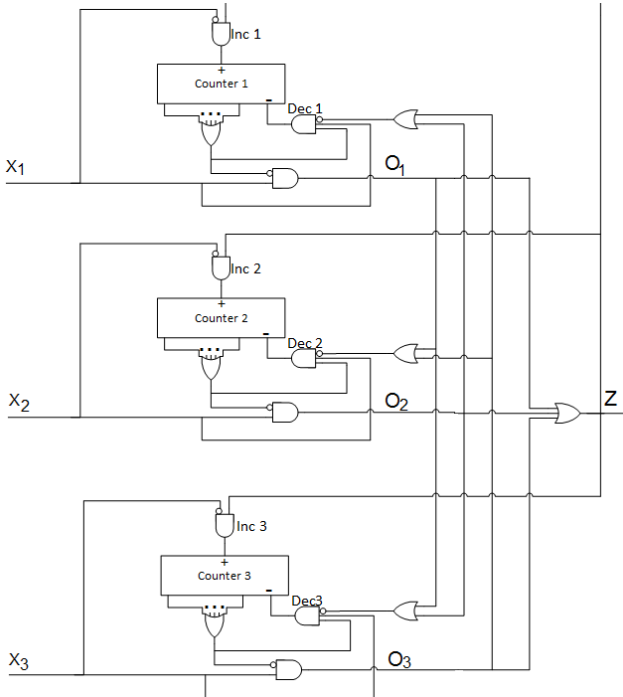 Inc 1
+
Counter 1
...
-
Dec 1
X1
O1
Inc 2
+
Counter 2
...
-
Dec 2
X2
O2
Z
Inc 3
+
Counter 3
...
-
Dec3
X3
O3